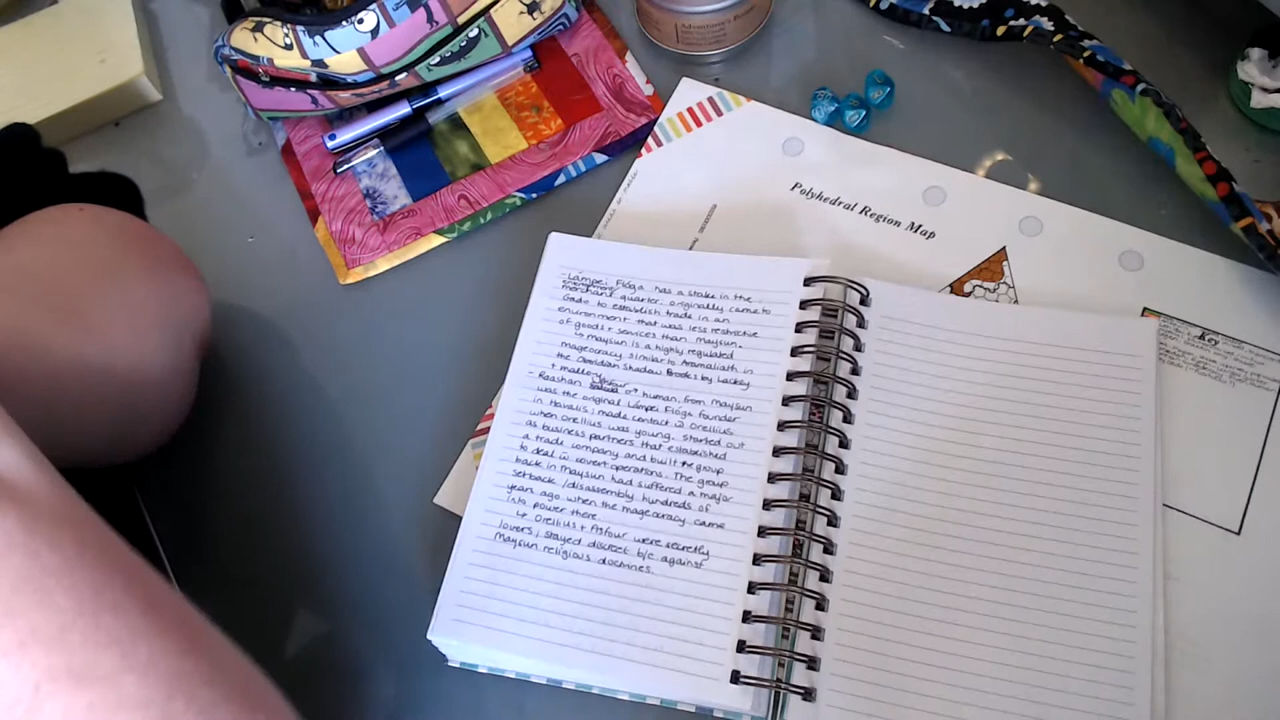 Adventure's
Polyhedral Region Map
Key
- Lámpei Flóga has a stake in the
merchant quarter. originally came to
Gado to establish trade in an
environment that was less restrictive
of goods + services than maysun.
↳ maysun is a highly regulated
mageocracy similar to
the Obsidian Shadow Books by Lackey
+ mallory
- Raashan Asfour ♂ human, from Maysun
was the original Lámpei Flóga founder
in Havalis; made contact w Orellius
when Orellius was young. Started out
as business partners that established
a trade company and built the group
to deal w covert operations. The group
back in Maysun had suffered a major
setback / disassembly hundreds of
years ago when the mageocracy came
into power there
↳ Orellius + Asfour were secretly
lovers; stayed discreet b/c against
Maysun religious doctrines.